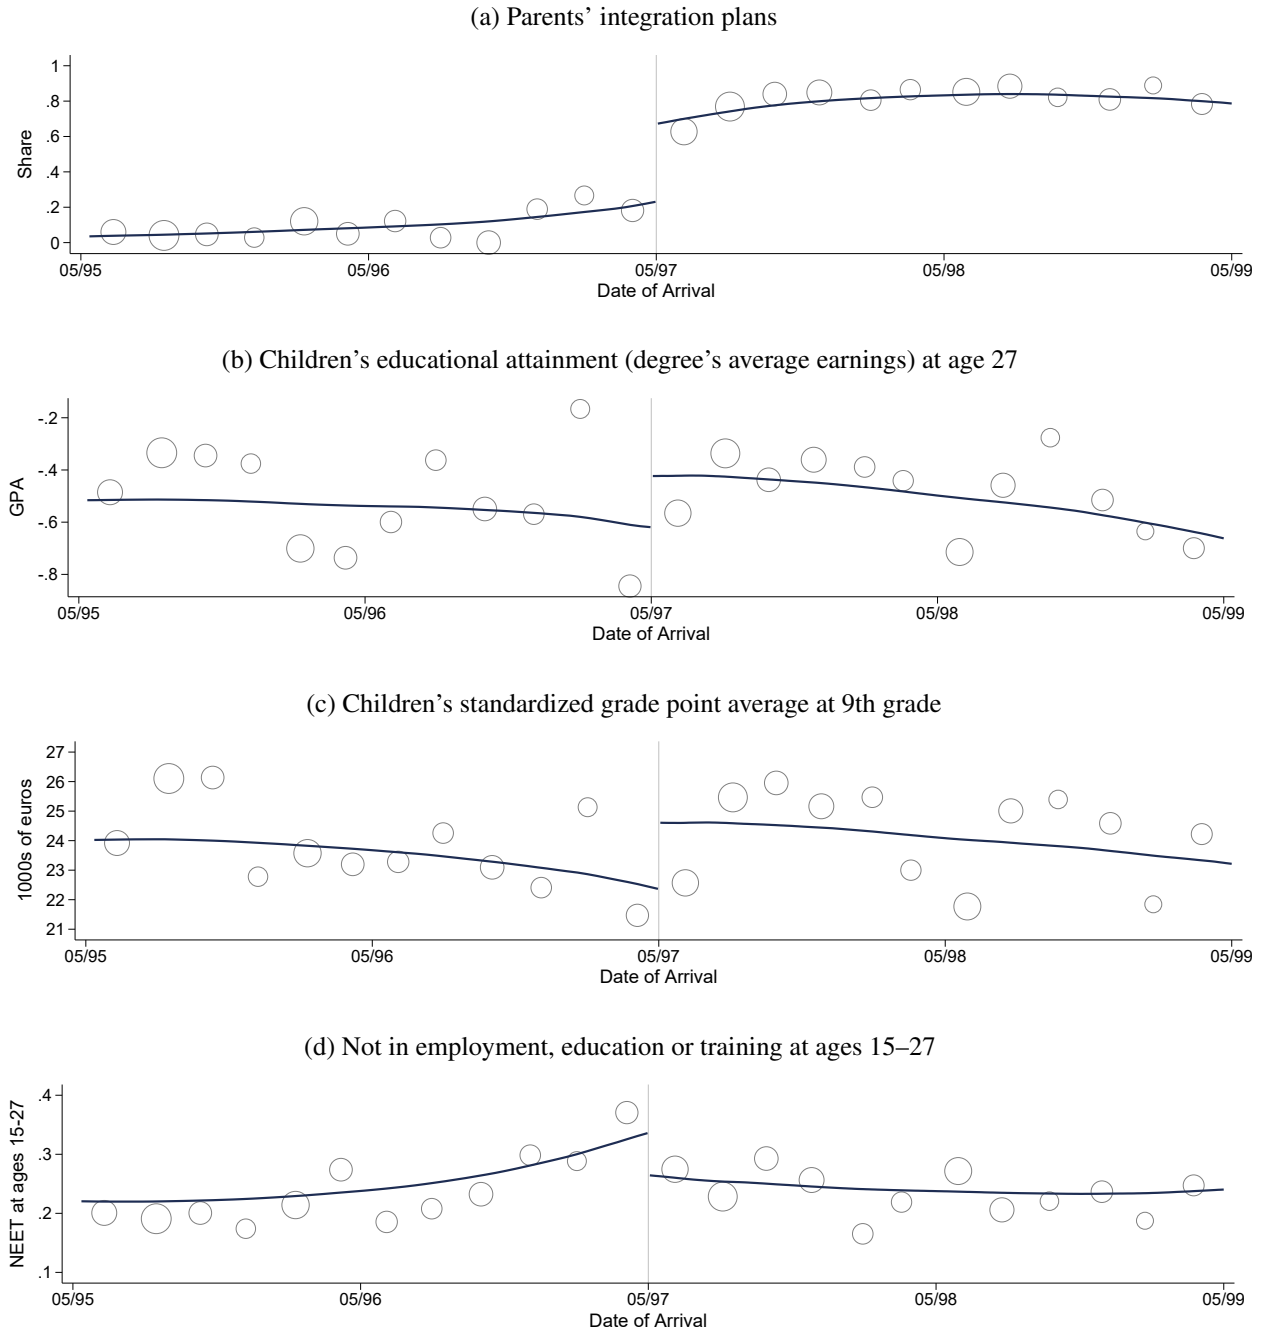 (a) Parents’ integration plans
1
.8
.6
.4
.2
0
Share
05/95 05/96 05/97 05/98 05/99
Date of Arrival
(b) Children’s educational attainment (degree’s average earnings) at age 27
-.2
-.4
-.6
-.8
GPA
05/95 05/96 05/97 05/98 05/99
Date of Arrival
(c) Children’s standardized grade point average at 9th grade
27
26
25
24
23
22
21
1000s of euros
05/95 05/96 05/97 05/98 05/99
Date of Arrival
(d) Not in employment, education or training at ages 15–27
.4
.3
.2
.1
NEET at ages 15-27
05/95 05/96 05/97 05/98 05/99
Date of Arrival